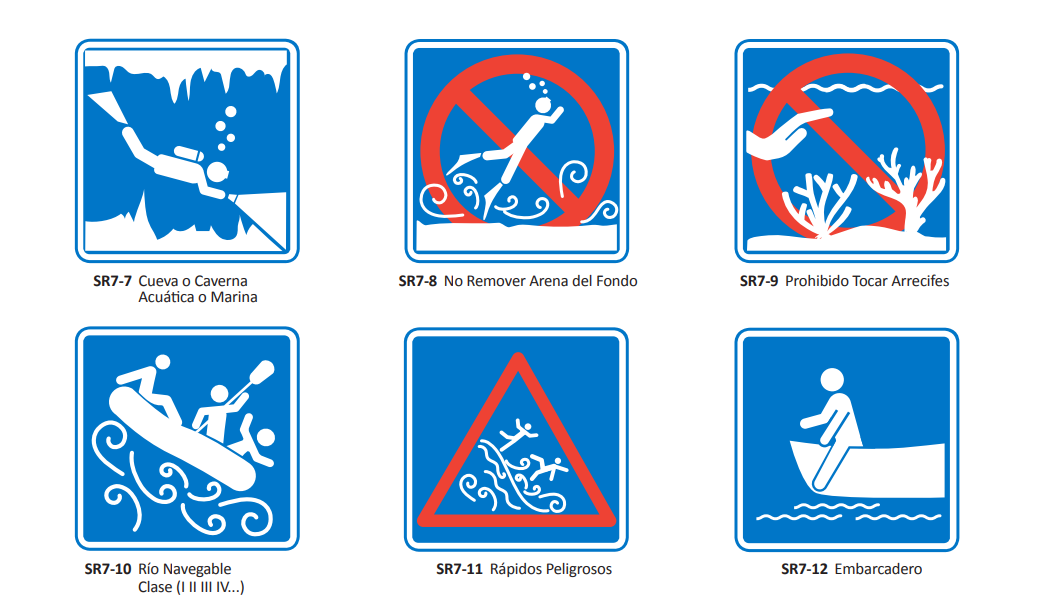 SR7-7 Cueva o Caverna
Acuática o Marina
SR7-8 No Remover Arena del Fondo
SR7-9 Prohibido Tocar Arrecifes
SR7-10 Río Navegable
Clase (I II III IV...)
SR7-11 Rápidos Peligrosos
SR7-12 Embarcadero